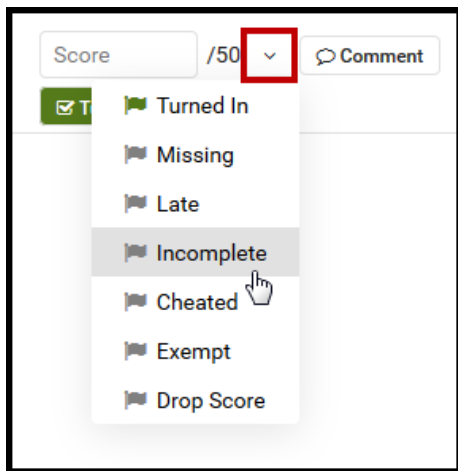 Score /50 Comment
Turned In
Missing
Late
Incomplete
Cheated
Exempt
Drop Score